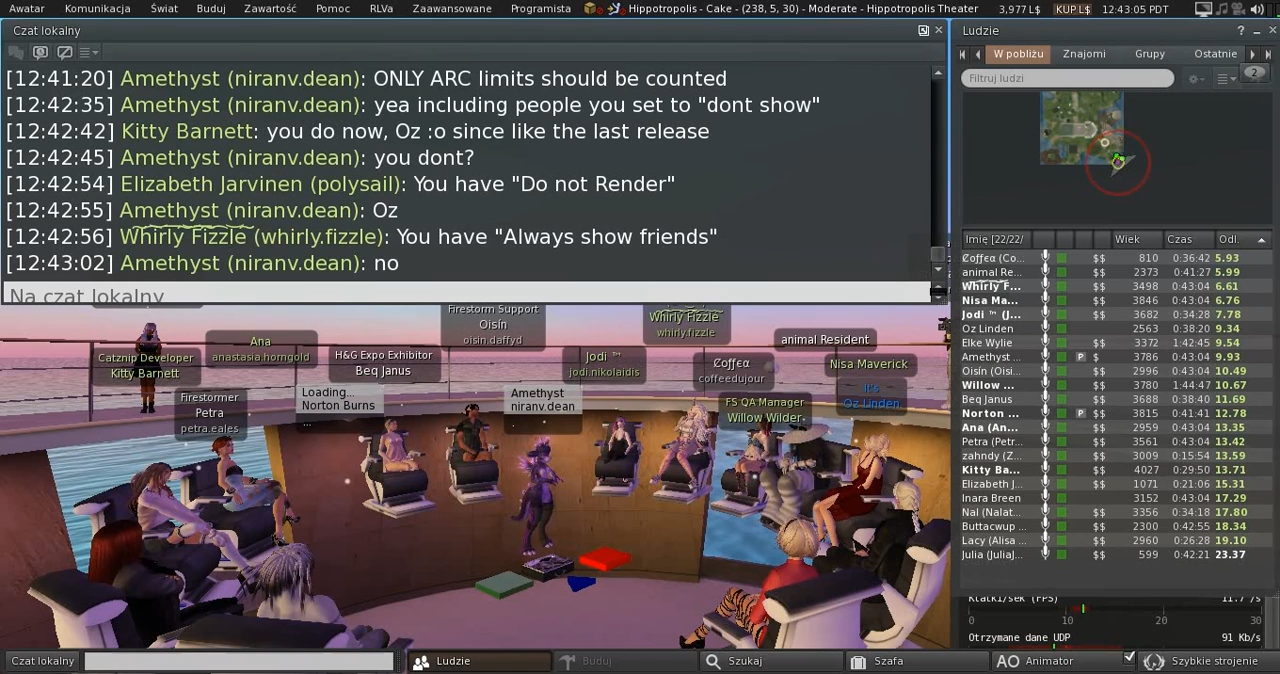 Awatar Komunikacja Świat Buduj Zawartość Pomoc RLVa Zaawansowane Programista Hippotropolis - Cake - (238, 5, 30) - Moderate - Hippotropolis Theater 3,977 L$ KUP L$ 12:43:05 PDT
Czat lokalny
[12:41:20] Amethyst (niranv.dean): ONLY ARC limits should be counted
[12:42:35] Amethyst (niranv.dean): yea including people you set to "dont show"
[12:42:42] Kitty Barnett: you do now, Oz :o since like the last release
[12:42:45] Amethyst (niranv.dean): you dont?
[12:42:54] Elizabeth Jarvinen (polysail): You have "Do not Render"
[12:42:55] Amethyst (niranv.dean): Oz
[12:42:56] Whirly Fizzle (whirly.fizzle): You have "Always show friends"
[12:43:02] Amethyst (niranv.dean): no
Na czat lokalny
Catznip Developer
Kitty Barnett
Ana
anastasia.horngold
Firestormer
Petra
petra.eales
H&G Expo Exhibitor
Beq Janus
Loading...
Norton Burns
...
Firestorm Support
Oisín
oisin.daffyd
Amethyst
niranv.dean
.
Jodi ™
jodi.nikolaidis
Whirly Fizzle
whirly.fizzle
Ȼσƒƒєα
coffeedujour
animal Resident
Nisa Maverick
FS QA Manager
Willow Wilder
It's
Oz Linden
Ludzie
W pobliżu Znajomi Grupy Ostatnie
2
Filtruj ludzi
Imię [22/22/ Wiek Czas Odl.
Ȼσƒƒєα (Co... $$ 810 0:36:42 5.93
animal Re... $$ 2373 0:41:27 5.99
Whirly F... $$ 3498 0:43:04 6.61
Nisa Ma... $$ 3846 0:43:04 6.76
Jodi ™ (J... $$ 3682 0:34:28 7.78
Oz Linden 2563 0:38:20 9.34
Elke Wylie $$ 3372 1:42:45 9.54
Amethyst ... P $ 3786 0:43:04 9.93
Oisín (Oisi... $$ 2996 0:43:04 10.49
Willow ... $$ 3780 1:44:47 10.67
Beq Janus $$ 3688 0:38:40 11.69
Norton ... P $$ 3815 0:41:41 12.78
Ana (An... $$ 2959 0:43:04 13.35
Petra (Petr... $$ 3561 0:43:04 13.42
zahndy (Z... $$ 3009 0:15:54 13.59
Kitty Ba... $$ 4027 0:29:50 13.71
Elizabeth J... $$ 1071 0:21:06 15.31
Inara Breen 3152 0:43:04 17.29
Nal (Nalat... $$ 3356 0:34:18 17.80
Buttacwup ... $$ 2300 0:42:55 18.34
Lacy (Alisa ... $$ 2960 0:26:28 19.10
Julia (JuliaJ... $$ 599 0:42:21 23.37
Klatki/sek (FPS) 11.7 /s
0 10 20 30
Otrzymane dane UDP 91 Kb/s
Czat lokalny Ludzie Buduj Szukaj Szafa AO Animator Szybkie strojenie